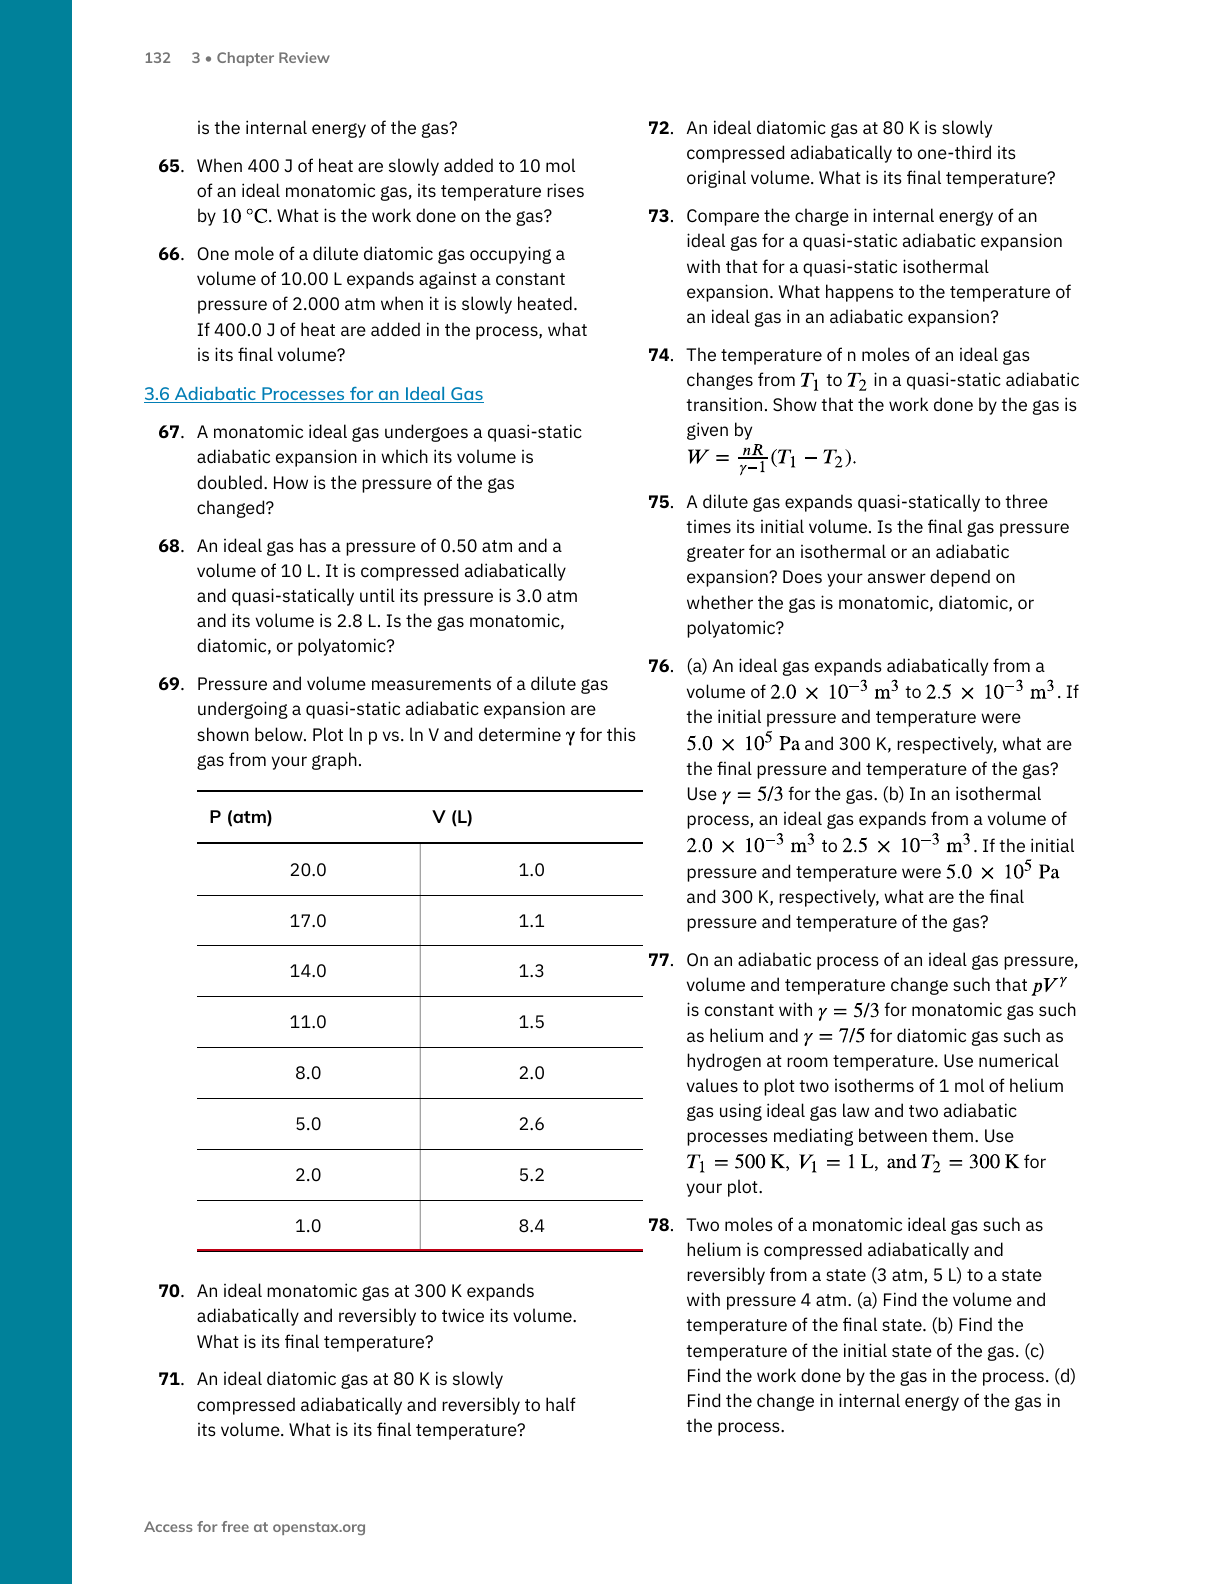 132 3 • Chapter Review
is the internal energy of the gas?
65. When 400 J of heat are slowly added to 10 mol
of an ideal monatomic gas, its temperature rises
by 10 °C. What is the work done on the gas?
66. One mole of a dilute diatomic gas occupying a
volume of 10.00 L expands against a constant
pressure of 2.000 atm when it is slowly heated.
If 400.0 J of heat are added in the process, what
is its final volume?
3.6 Adiabatic Processes for an Ideal Gas
67. A monatomic ideal gas undergoes a quasi-static
adiabatic expansion in which its volume is
doubled. How is the pressure of the gas
changed?
68. An ideal gas has a pressure of 0.50 atm and a
volume of 10 L. It is compressed adiabatically
and quasi-statically until its pressure is 3.0 atm
and its volume is 2.8 L. Is the gas monatomic,
diatomic, or polyatomic?
69. Pressure and volume measurements of a dilute gas
undergoing a quasi-static adiabatic expansion are
shown below. Plot ln p vs. ln V and determine γ for this
gas from your graph.
P (atm) V (L)
20.0 1.0
17.0 1.1
14.0 1.3
11.0 1.5
8.0 2.0
5.0 2.6
2.0 5.2
1.0 8.4
70. An ideal monatomic gas at 300 K expands
adiabatically and reversibly to twice its volume.
What is its final temperature?
71. An ideal diatomic gas at 80 K is slowly
compressed adiabatically and reversibly to half
its volume. What is its final temperature?
72. An ideal diatomic gas at 80 K is slowly
compressed adiabatically to one-third its
original volume. What is its final temperature?
73. Compare the charge in internal energy of an
ideal gas for a quasi-static adiabatic expansion
with that for a quasi-static isothermal
expansion. What happens to the temperature of
an ideal gas in an adiabatic expansion?
74. The temperature of n moles of an ideal gas
changes from T₁ to T₂ in a quasi-static adiabatic
transition. Show that the work done by the gas is
given by
W = nR/(γ−1) (T₁ − T₂).
75. A dilute gas expands quasi-statically to three
times its initial volume. Is the final gas pressure
greater for an isothermal or an adiabatic
expansion? Does your answer depend on
whether the gas is monatomic, diatomic, or
polyatomic?
76. (a) An ideal gas expands adiabatically from a
volume of 2.0 × 10⁻³ m³ to 2.5 × 10⁻³ m³. If
the initial pressure and temperature were
5.0 × 10⁵ Pa and 300 K, respectively, what are
the final pressure and temperature of the gas?
Use γ = 5/3 for the gas. (b) In an isothermal
process, an ideal gas expands from a volume of
2.0 × 10⁻³ m³ to 2.5 × 10⁻³ m³. If the initial
pressure and temperature were 5.0 × 10⁵ Pa
and 300 K, respectively, what are the final
pressure and temperature of the gas?
77. On an adiabatic process of an ideal gas pressure,
volume and temperature change such that pVᵞ
is constant with γ = 5/3 for monatomic gas such
as helium and γ = 7/5 for diatomic gas such as
hydrogen at room temperature. Use numerical
values to plot two isotherms of 1 mol of helium
gas using ideal gas law and two adiabatic
processes mediating between them. Use
T₁ = 500 K, V₁ = 1 L, and T₂ = 300 K for
your plot.
78. Two moles of a monatomic ideal gas such as
helium is compressed adiabatically and
reversibly from a state (3 atm, 5 L) to a state
with pressure 4 atm. (a) Find the volume and
temperature of the final state. (b) Find the
temperature of the initial state of the gas. (c)
Find the work done by the gas in the process. (d)
Find the change in internal energy of the gas in
the process.
Access for free at openstax.org